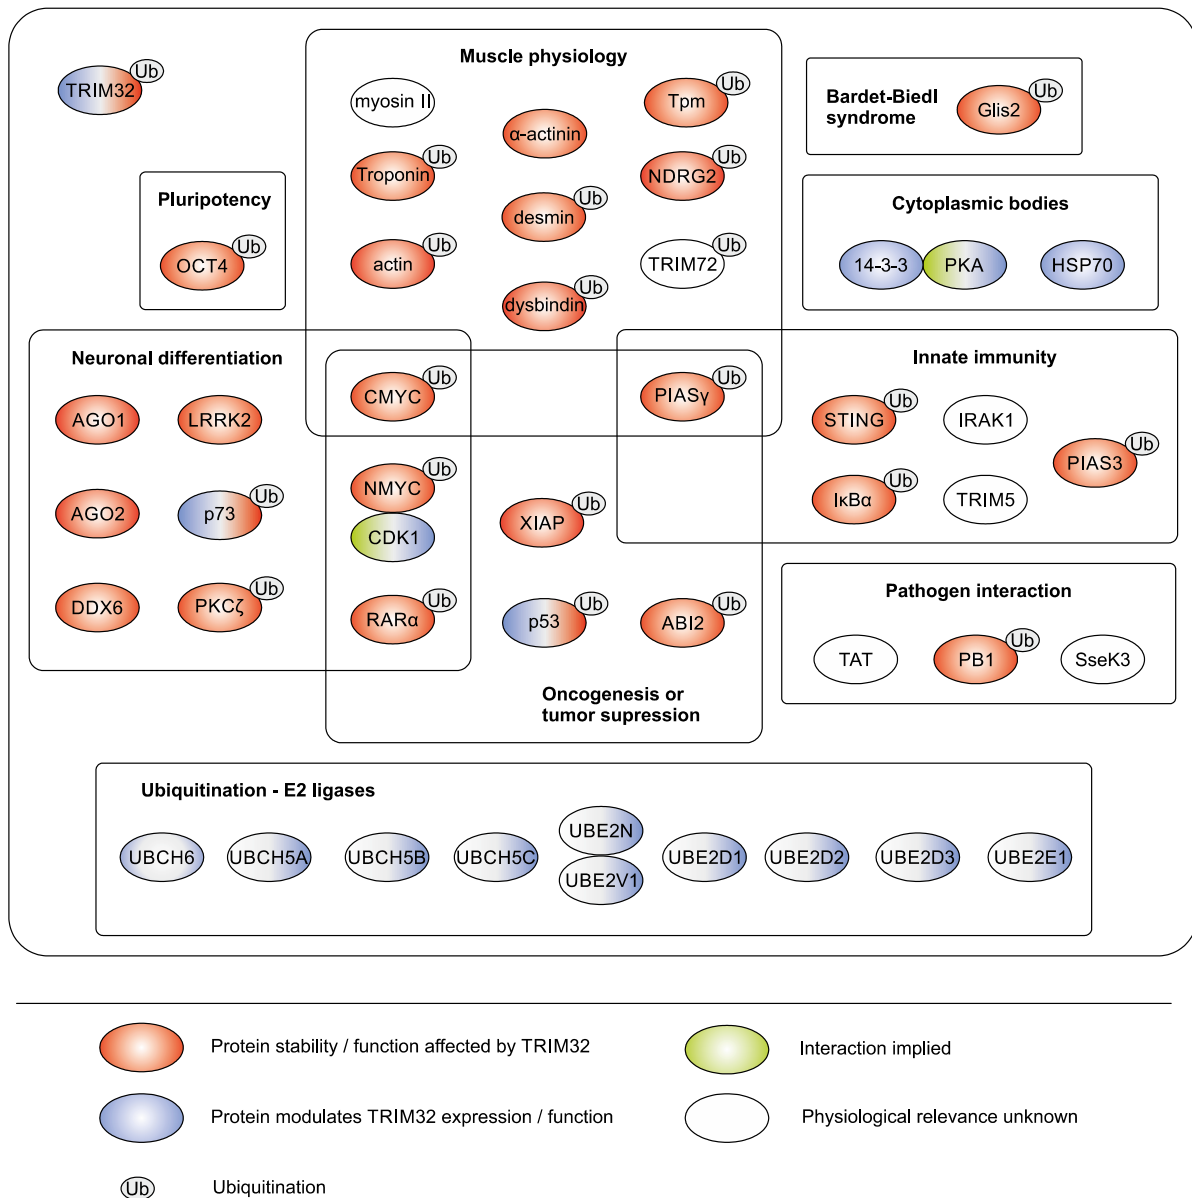 TRIM32
Ub
Muscle physiology
myosin II
α-actinin
Tpm
Ub
Troponin
Ub
NDRG2
Ub
desmin
Ub
actin
Ub
TRIM72
Ub
dysbindin
Ub
Bardet-Biedl
syndrome
Glis2
Ub
Pluripotency
OCT4
Ub
Cytoplasmic bodies
14-3-3
PKA
HSP70
Neuronal differentiation
AGO1
LRRK2
AGO2
p73
Ub
DDX6
PKCζ
Ub
CMYC
Ub
PIASγ
Ub
NMYC
Ub
CDK1
RARα
Ub
XIAP
Ub
p53
Ub
ABI2
Ub
Oncogenesis or
tumor supression
Innate immunity
STING
Ub
IRAK1
PIAS3
Ub
IκBα
Ub
TRIM5
Pathogen interaction
TAT
PB1
Ub
SseK3
Ubiquitination - E2 ligases
UBCH6
UBCH5A
UBCH5B
UBCH5C
UBE2N
UBE2V1
UBE2D1
UBE2D2
UBE2D3
UBE2E1
Protein stability / function affected by TRIM32
Interaction implied
Protein modulates TRIM32 expression / function
Physiological relevance unknown
Ub
Ubiquitination